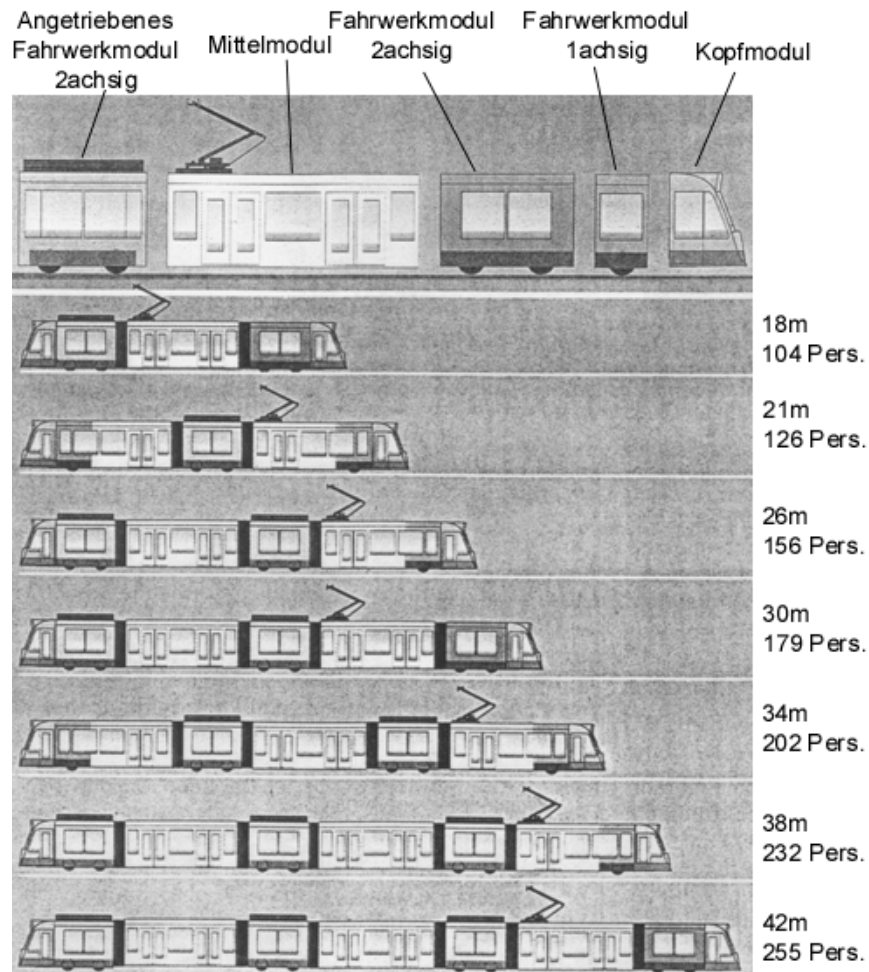 Angetriebenes
Fahrwerkmodul
2achsig
Mittelmodul
Fahrwerkmodul
2achsig
Fahrwerkmodul
1achsig
Kopfmodul
18m
104 Pers.
21m
126 Pers.
26m
156 Pers.
30m
179 Pers.
34m
202 Pers.
38m
232 Pers.
42m
255 Pers.